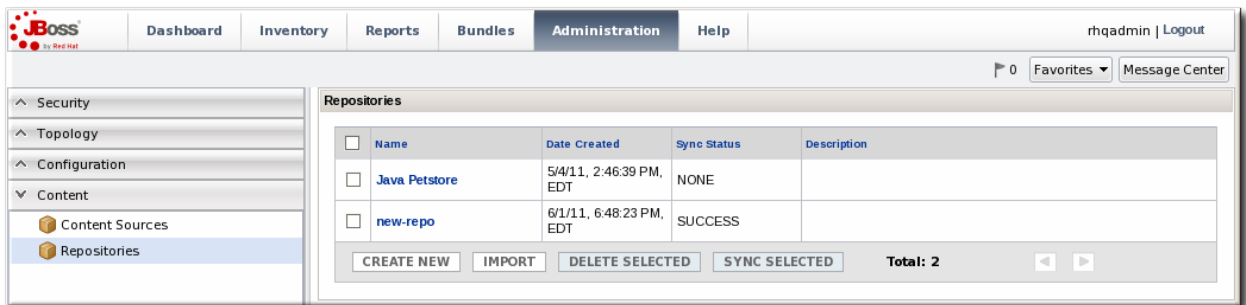 JBoss
by Red Hat
Dashboard Inventory Reports Bundles Administration Help
rhqadmin | Logout
0 Favorites Message Center
Security
Topology
Configuration
Content
Content Sources
Repositories
Repositories
Name Date Created Sync Status Description
Java Petstore 5/4/11, 2:46:39 PM, EDT NONE
new-repo 6/1/11, 6:48:23 PM, EDT SUCCESS
CREATE NEW IMPORT DELETE SELECTED SYNC SELECTED Total: 2